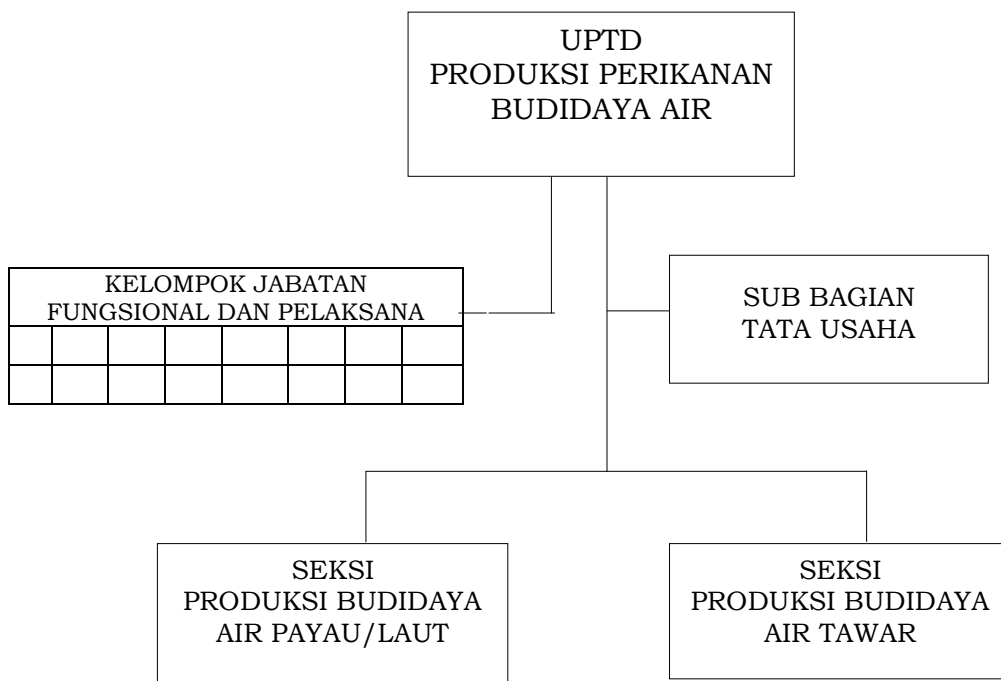 UPTD
PRODUKSI PERIKANAN
BUDIDAYA AIR
KELOMPOK JABATAN
FUNGSIONAL DAN PELAKSANA
SUB BAGIAN
TATA USAHA
SEKSI
PRODUKSI BUDIDAYA
AIR PAYAU/LAUT
SEKSI
PRODUKSI BUDIDAYA
AIR TAWAR